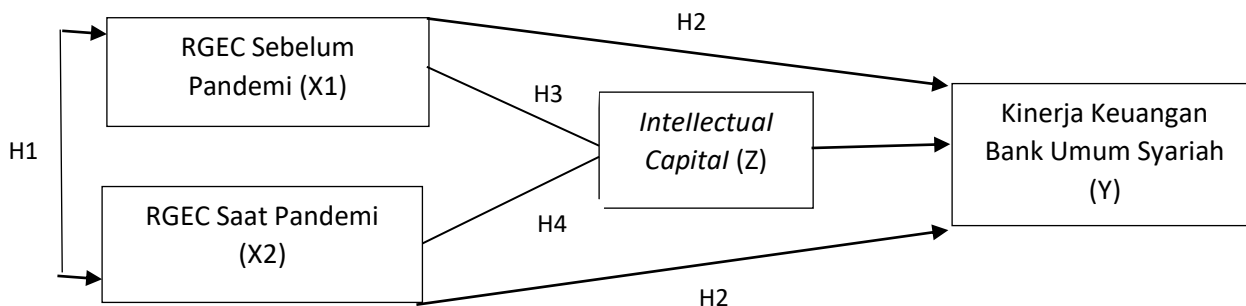 H2
RGEC Sebelum
Pandemi (X1)
H3
Intellectual
Capital (Z)
Kinerja Keuangan
Bank Umum Syariah
(Y)
H1
RGEC Saat Pandemi
(X2)
H4
H2